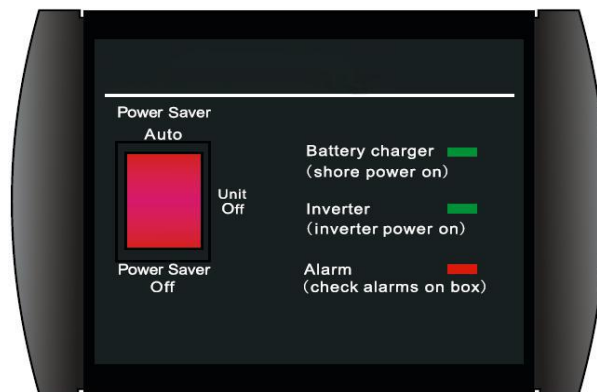 Power Saver
Auto
Unit
Off
Power Saver
Off
Battery charger
(shore power on)
Inverter
(inverter power on)
Alarm
(check alarms on box)